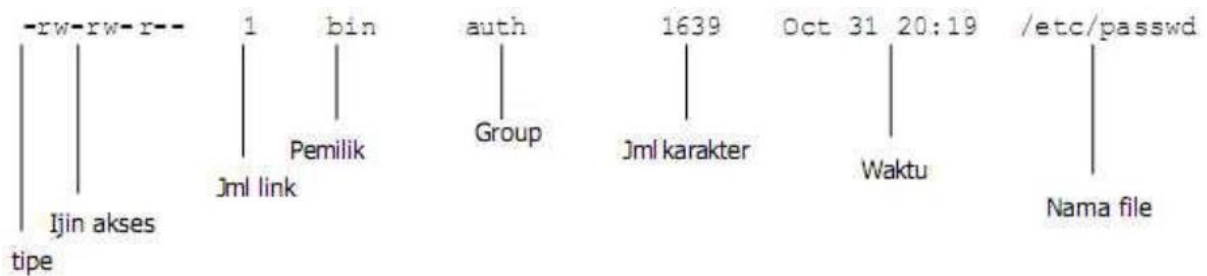 -rw-rw-r-- 1 bin auth 1639 Oct 31 20:19 /etc/passwd
Group
Pemilik
Jml karakter
Waktu
Jml link
Nama file
Ijin akses
tipe